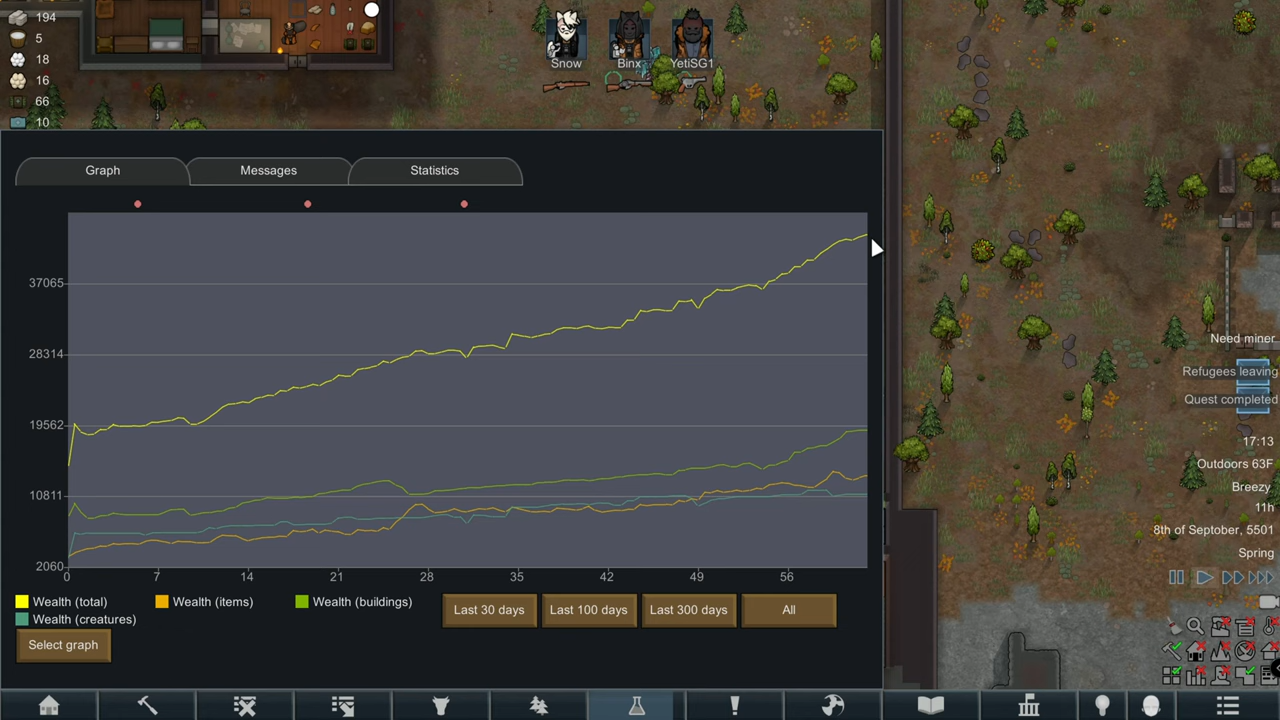 194
5
18
16
66
10
Snow
Binx
YetiSG1
Graph
Messages
Statistics
37065
28314
19562
10811
2060
0
7
14
21
28
35
42
49
56
Wealth (total)
Wealth (items)
Wealth (buildings)
Wealth (creatures)
Last 30 days
Last 100 days
Last 300 days
All
Select graph
Need miner
Refugees leaving
Quest completed
17:13
Outdoors 63F
Breezy
11h
8th of Septober, 5501
Spring